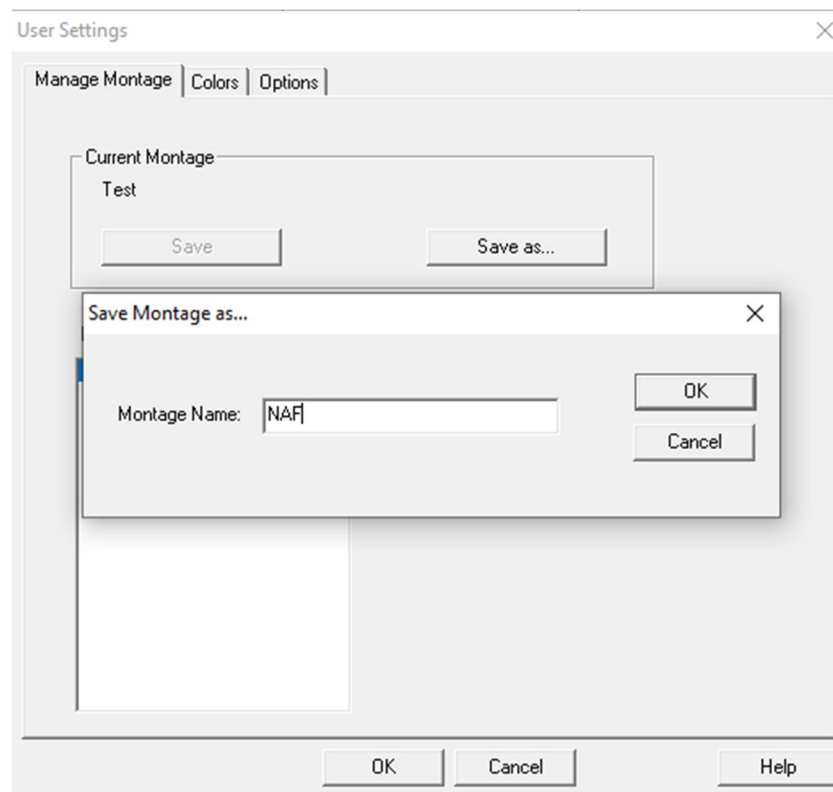 User Settings
Manage Montage Colors Options
Current Montage
Test
Save Save as...
Save Montage as...
Montage Name: NAF
OK
Cancel
OK Cancel Help